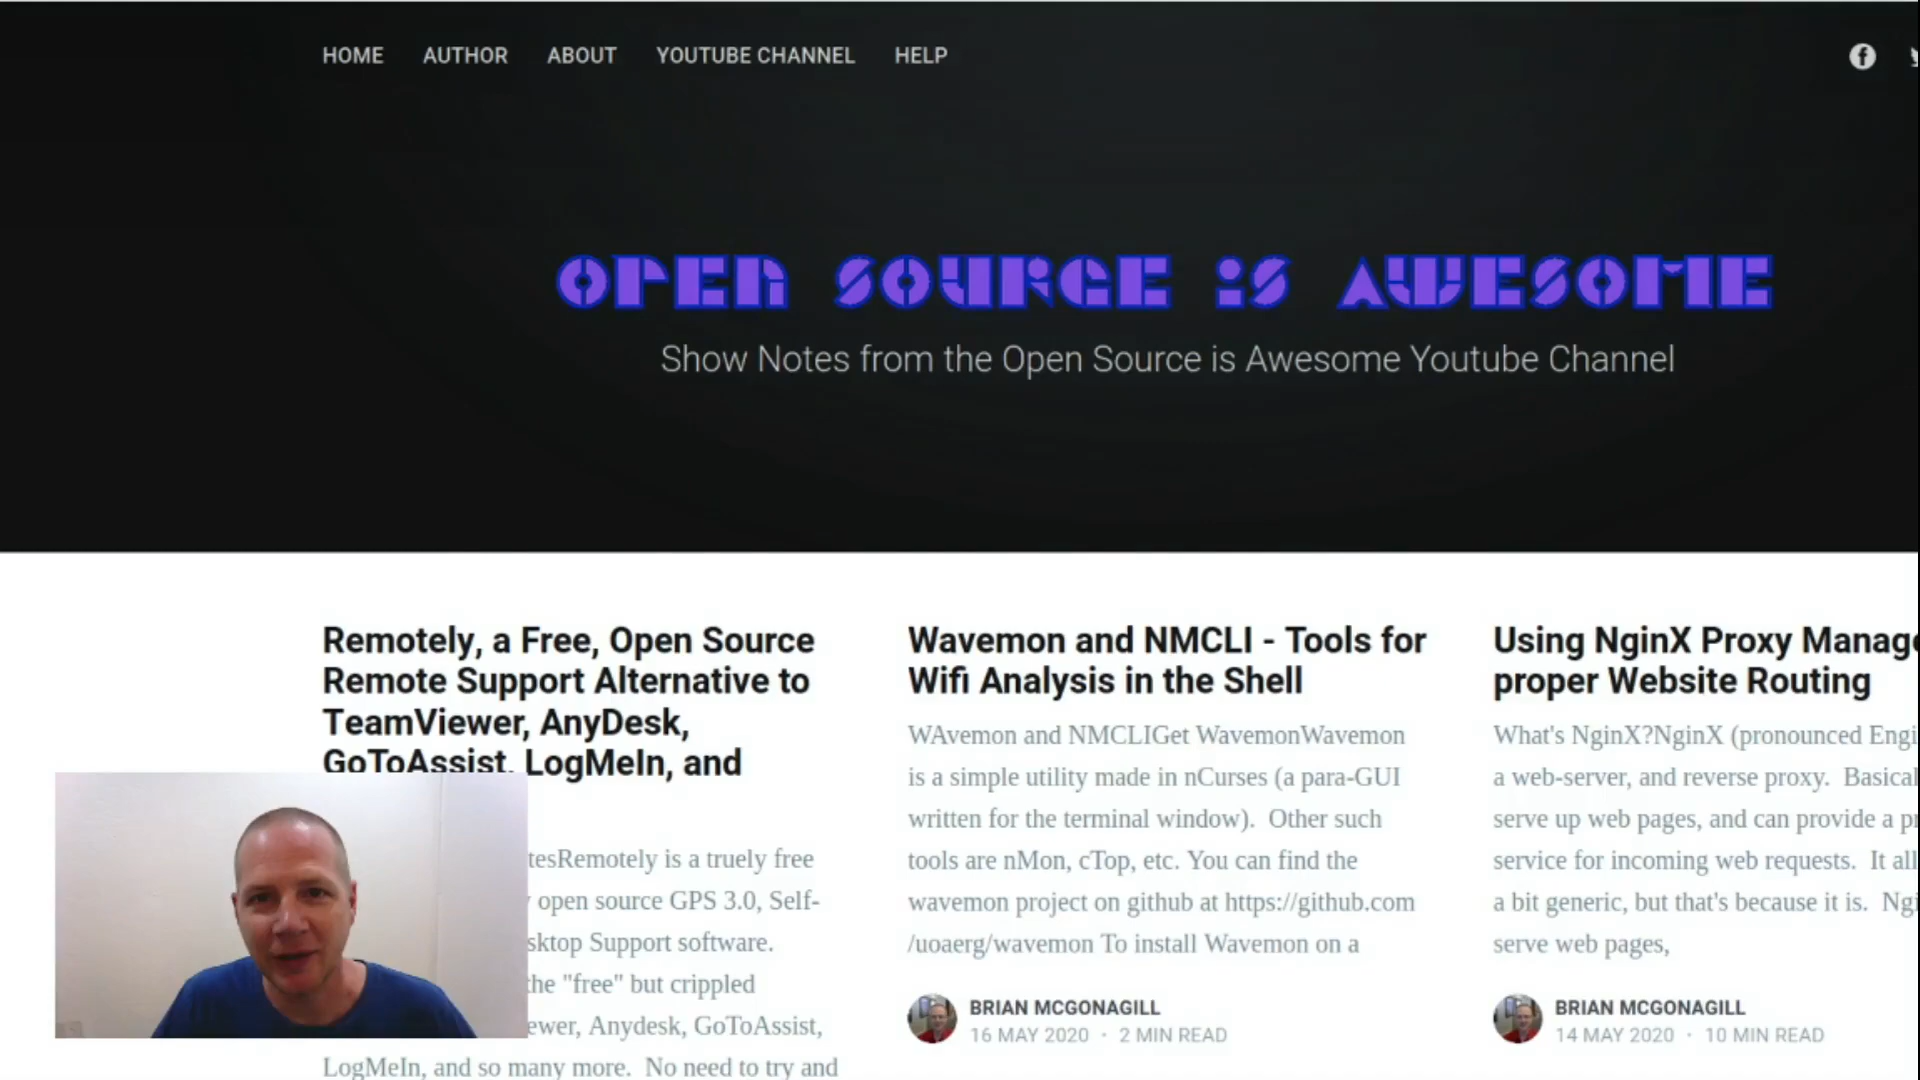 HOME AUTHOR ABOUT YOUTUBE CHANNEL HELP
OPEN SOURCE IS AWESOME
Show Notes from the Open Source is Awesome Youtube Channel
Remotely, a Free, Open Source
Remote Support Alternative to
TeamViewer, AnyDesk,
GoToAssist, LogMeIn, and
tesRemotely is a truely free
open source GPS 3.0, Self-
sktop Support software.
the "free" but crippled
ewer, Anydesk, GoToAssist,
LogMeIn, and so many more. No need to try and
Wavemon and NMCLI - Tools for
Wifi Analysis in the Shell
WAvemon and NMCLIGet WavemonWavemon
is a simple utility made in nCurses (a para-GUI
written for the terminal window). Other such
tools are nMon, cTop, etc. You can find the
wavemon project on github at https://github.com
/uoaerg/wavemon To install Wavemon on a
BRIAN MCGONAGILL
16 MAY 2020 · 2 MIN READ
Using NginX Proxy Manage
proper Website Routing
What's NginX?NginX (pronounced Engi
a web-server, and reverse proxy. Basical
serve up web pages, and can provide a pr
service for incoming web requests. It all
a bit generic, but that's because it is. Ngi
serve web pages,
BRIAN MCGONAGILL
14 MAY 2020 · 10 MIN READ